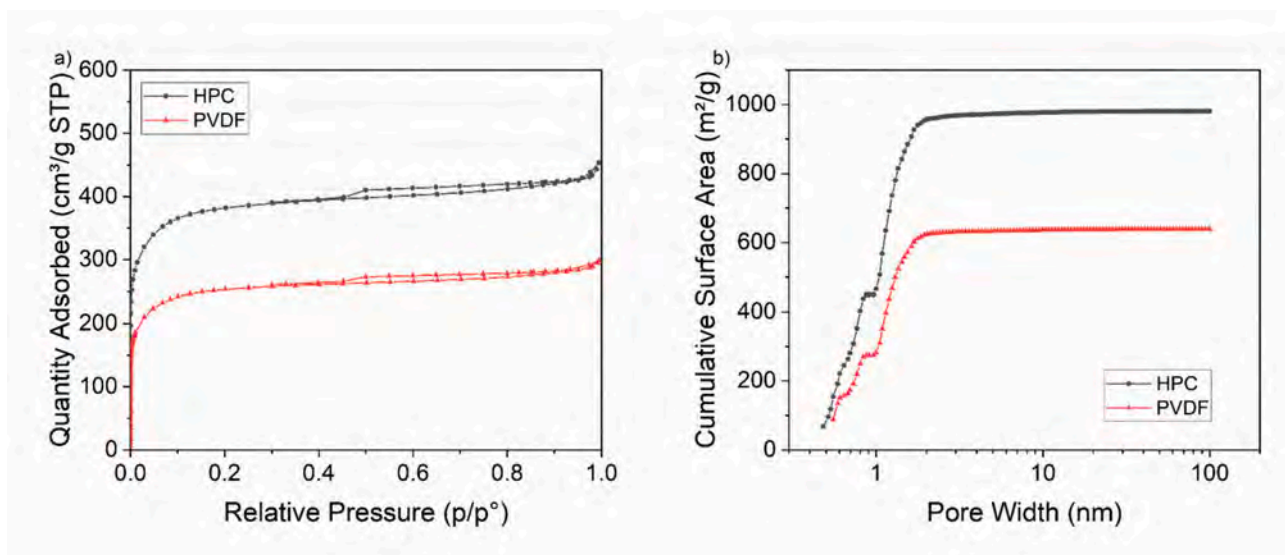 a)
Quantity Adsorbed (cm³/g STP)
600
500
400
300
200
100
0
HPC
PVDF
0.0 0.2 0.4 0.6 0.8 1.0
Relative Pressure (p/p°)
b)
Cumulative Surface Area (m²/g)
1000
800
600
400
200
0
HPC
PVDF
1 10 100
Pore Width (nm)